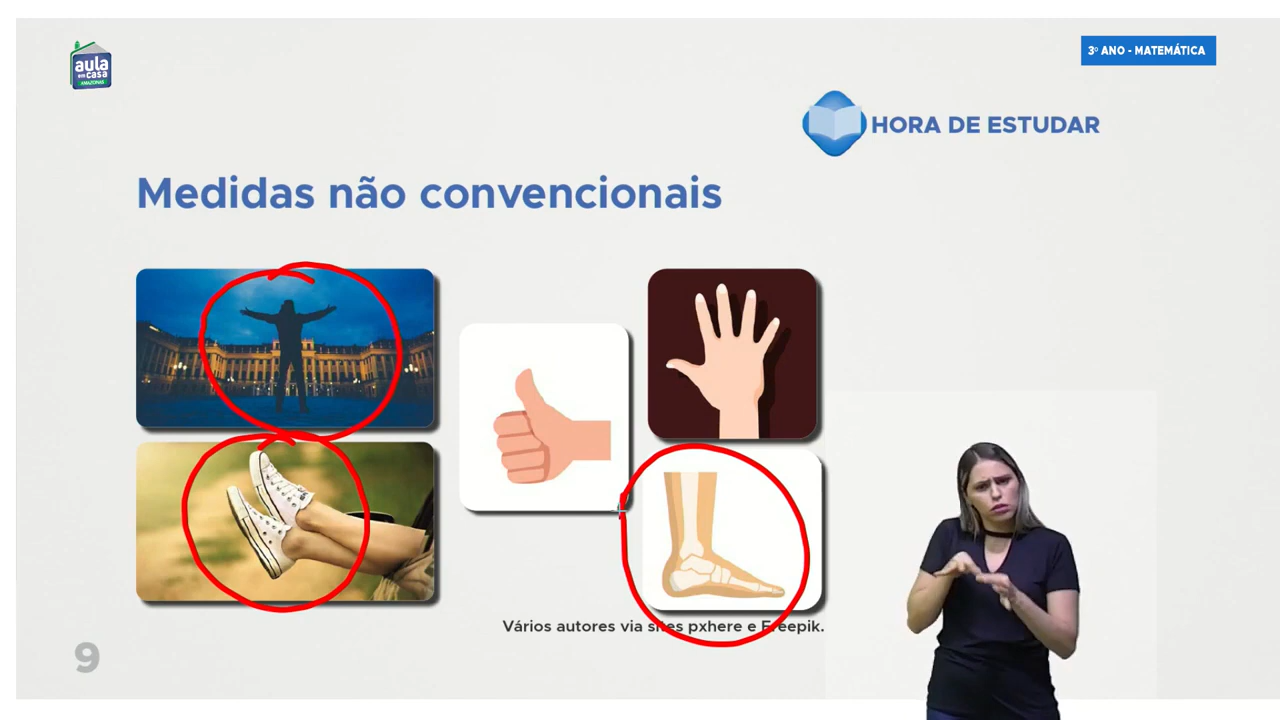 aula
em casa
AMAZONAS
3º ANO - MATEMÁTICA
HORA DE ESTUDAR
Medidas não convencionais
Vários autores via sites pxhere e Freepik.
9